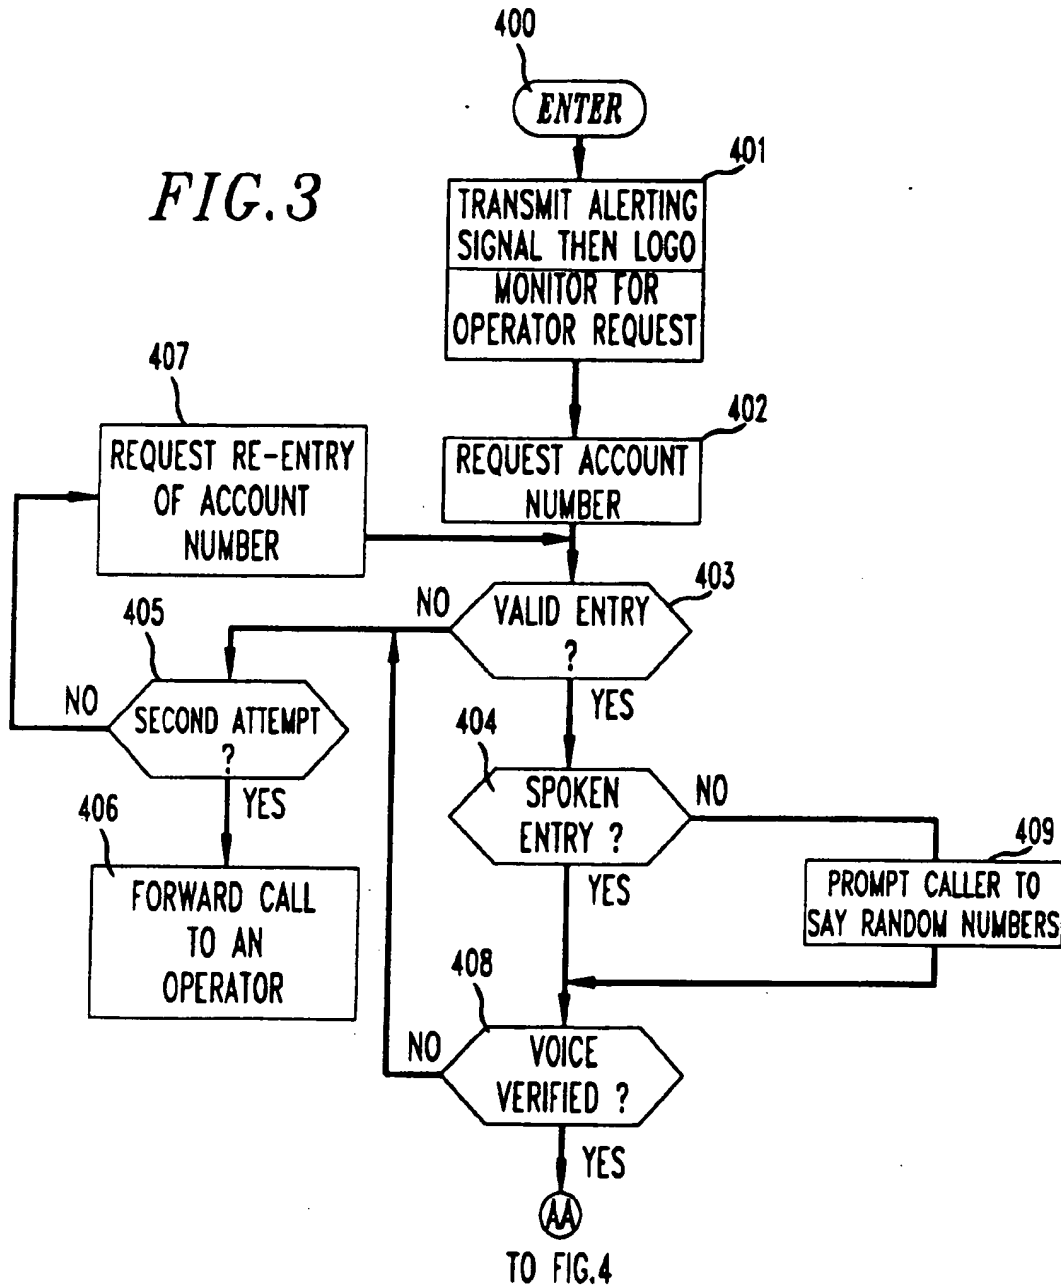 400
ENTER
FIG.3
401
TRANSMIT ALERTING
SIGNAL THEN LOGO
MONITOR FOR
OPERATOR REQUEST
407
REQUEST RE-ENTRY
OF ACCOUNT
NUMBER
402
REQUEST ACCOUNT
NUMBER
403
VALID ENTRY
?
NO
YES
405
SECOND ATTEMPT
?
NO
YES
404
SPOKEN
ENTRY ?
NO
YES
406
FORWARD CALL
TO AN
OPERATOR
409
PROMPT CALLER TO
SAY RANDOM NUMBERS
408
VOICE
VERIFIED ?
NO
YES
AA
TO FIG.4